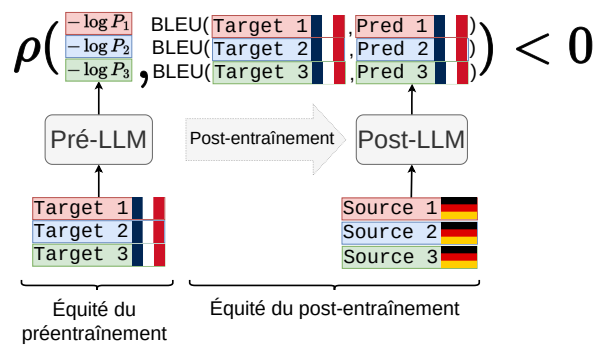 ρ( − log P₁ , BLEU(Target 1 , Pred 1 )
− log P₂ BLEU(Target 2 , Pred 2 )
− log P₃ BLEU(Target 3 , Pred 3 ) ) < 0
Pré-LLM
Post-entraînement
Post-LLM
Target 1
Target 2
Target 3
Source 1
Source 2
Source 3
Équité du
préentraînement
Équité du post-entraînement